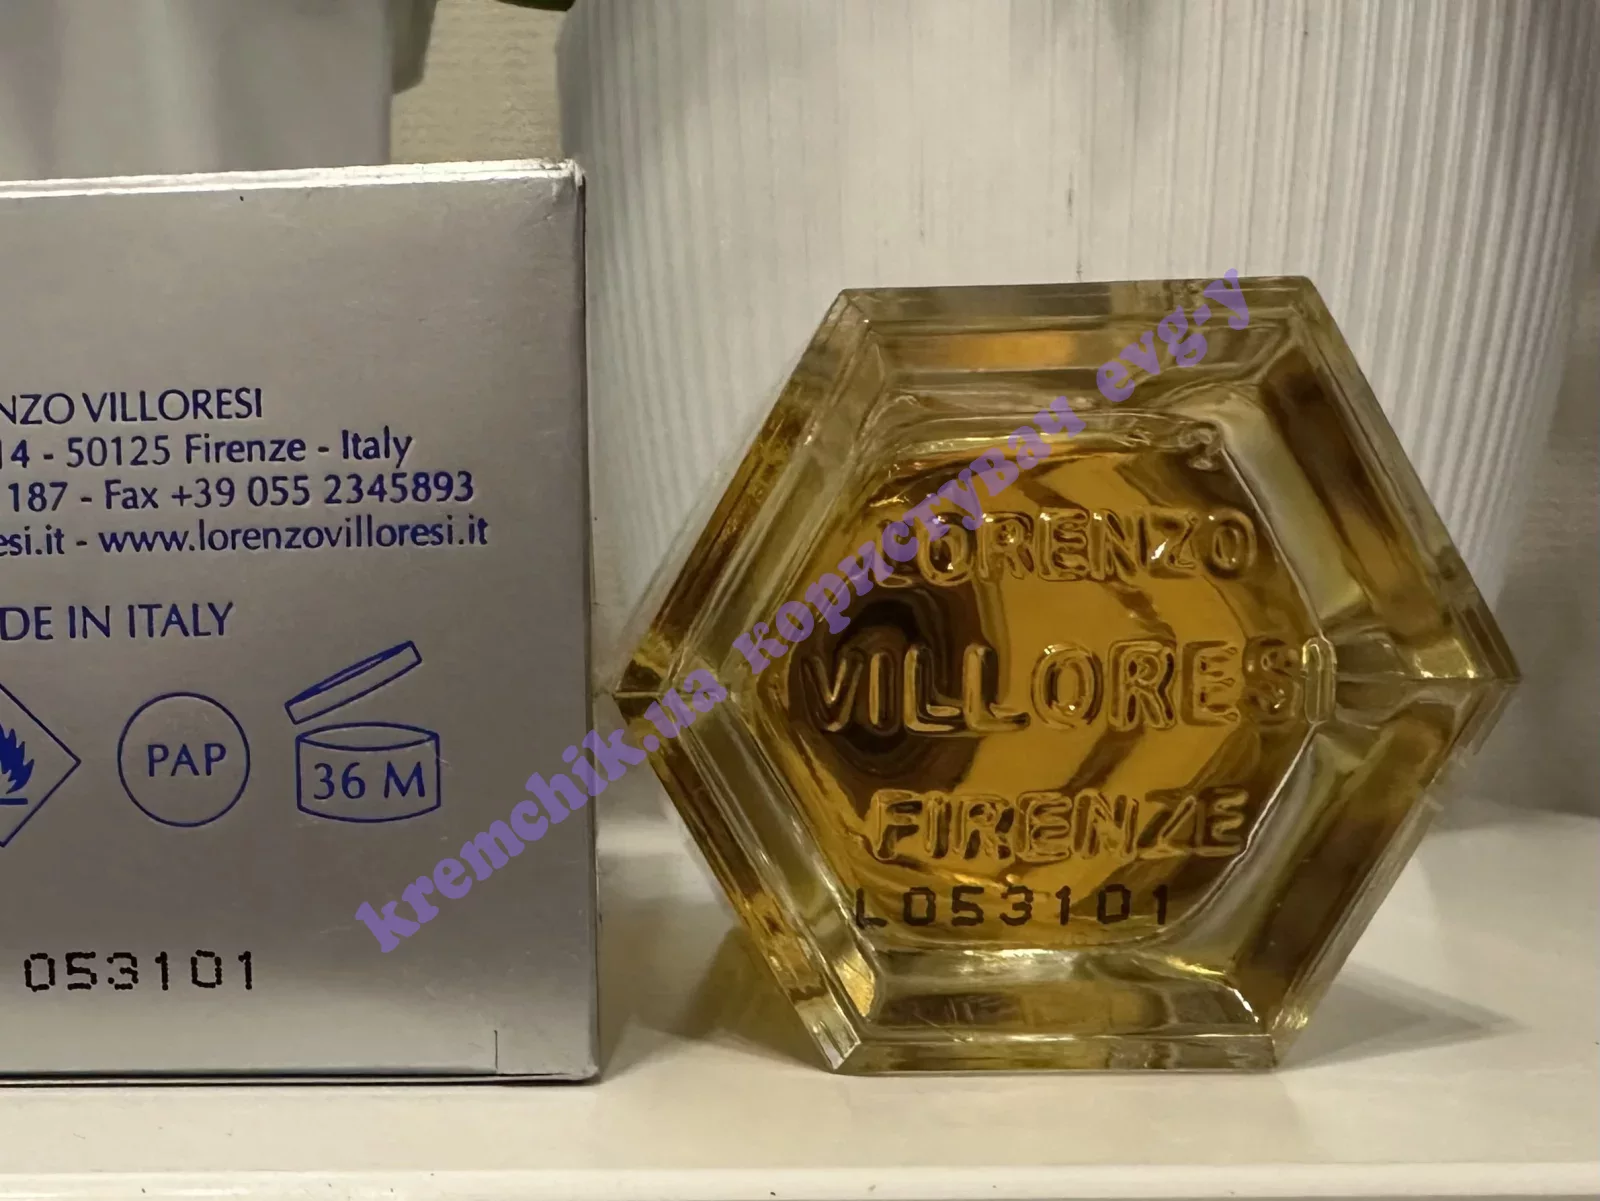 NZO VILLORESI
14 - 50125 Firenze - Italy
187 - Fax +39 055 2345893
esi.it - www.lorenzovilloresi.it
DE IN ITALY
PAP
36 M
053101
LORENZO
VILLORESI
FIRENZE
L053101
kremchik.ua користувач evg-y